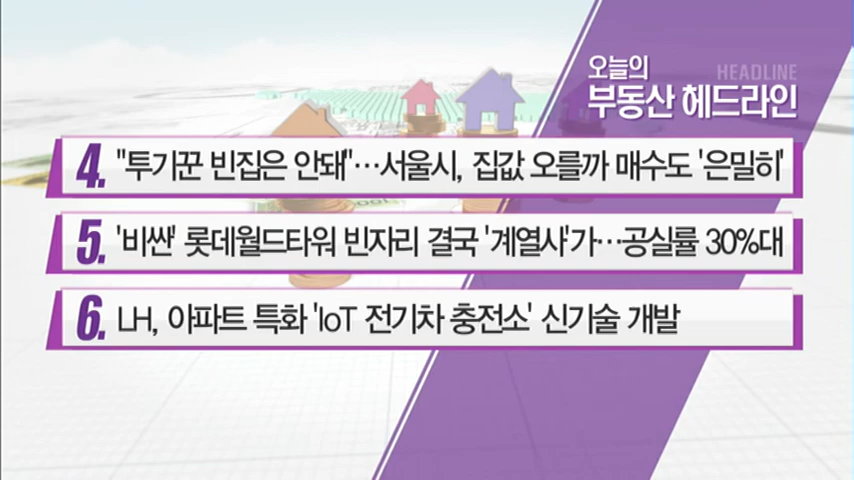 오늘의
HEADLINE
부동산 헤드라인
4. "투기꾼 빈집은 안돼"…서울시, 집값 오를까 매수도 '은밀히'
5. '비싼' 롯데월드타워 빈자리 결국 '계열사'가…공실률 30%대
6. LH, 아파트 특화 'IoT 전기차 충전소' 신기술 개발